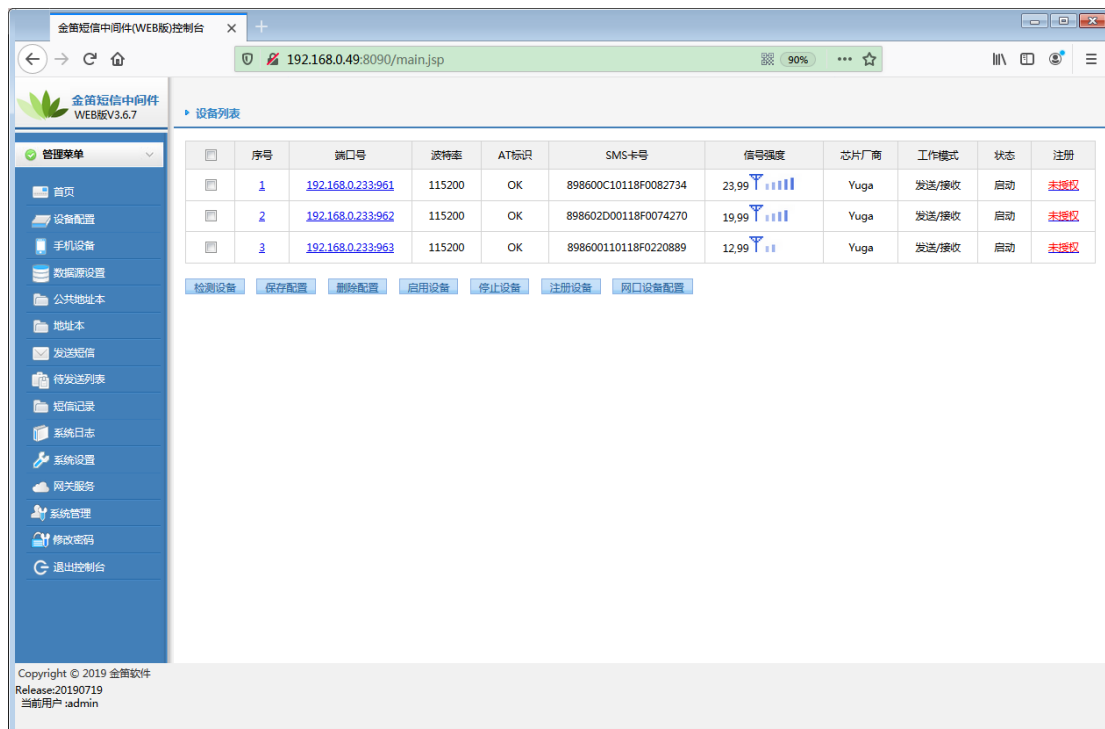 金笛短信中间件(WEB版)控制台
192.168.0.49:8090/main.jsp
90%
金笛短信中间件
WEB版V3.6.7
设备列表
管理菜单
首页
设备配置
手机设备
数据源设置
公共地址本
地址本
发送短信
待发送列表
短信记录
系统日志
系统设置
网关服务
系统管理
修改密码
退出控制台
序号 端口号 波特率 AT标识 SMS卡号 信号强度 芯片厂商 工作模式 状态 注册
1 192.168.0.233:961 115200 OK 898600C10118F0082734 23,99 Yuga 发送/接收 启动 未授权
2 192.168.0.233:962 115200 OK 898602D00118F0074270 19,99 Yuga 发送/接收 启动 未授权
3 192.168.0.233:963 115200 OK 898600110118F0220889 12,99 Yuga 发送/接收 启动 未授权
检测设备 保存配置 删除配置 启用设备 停止设备 注册设备 网口设备配置
Copyright © 2019 金笛软件
Release:20190719
当前用户 :admin